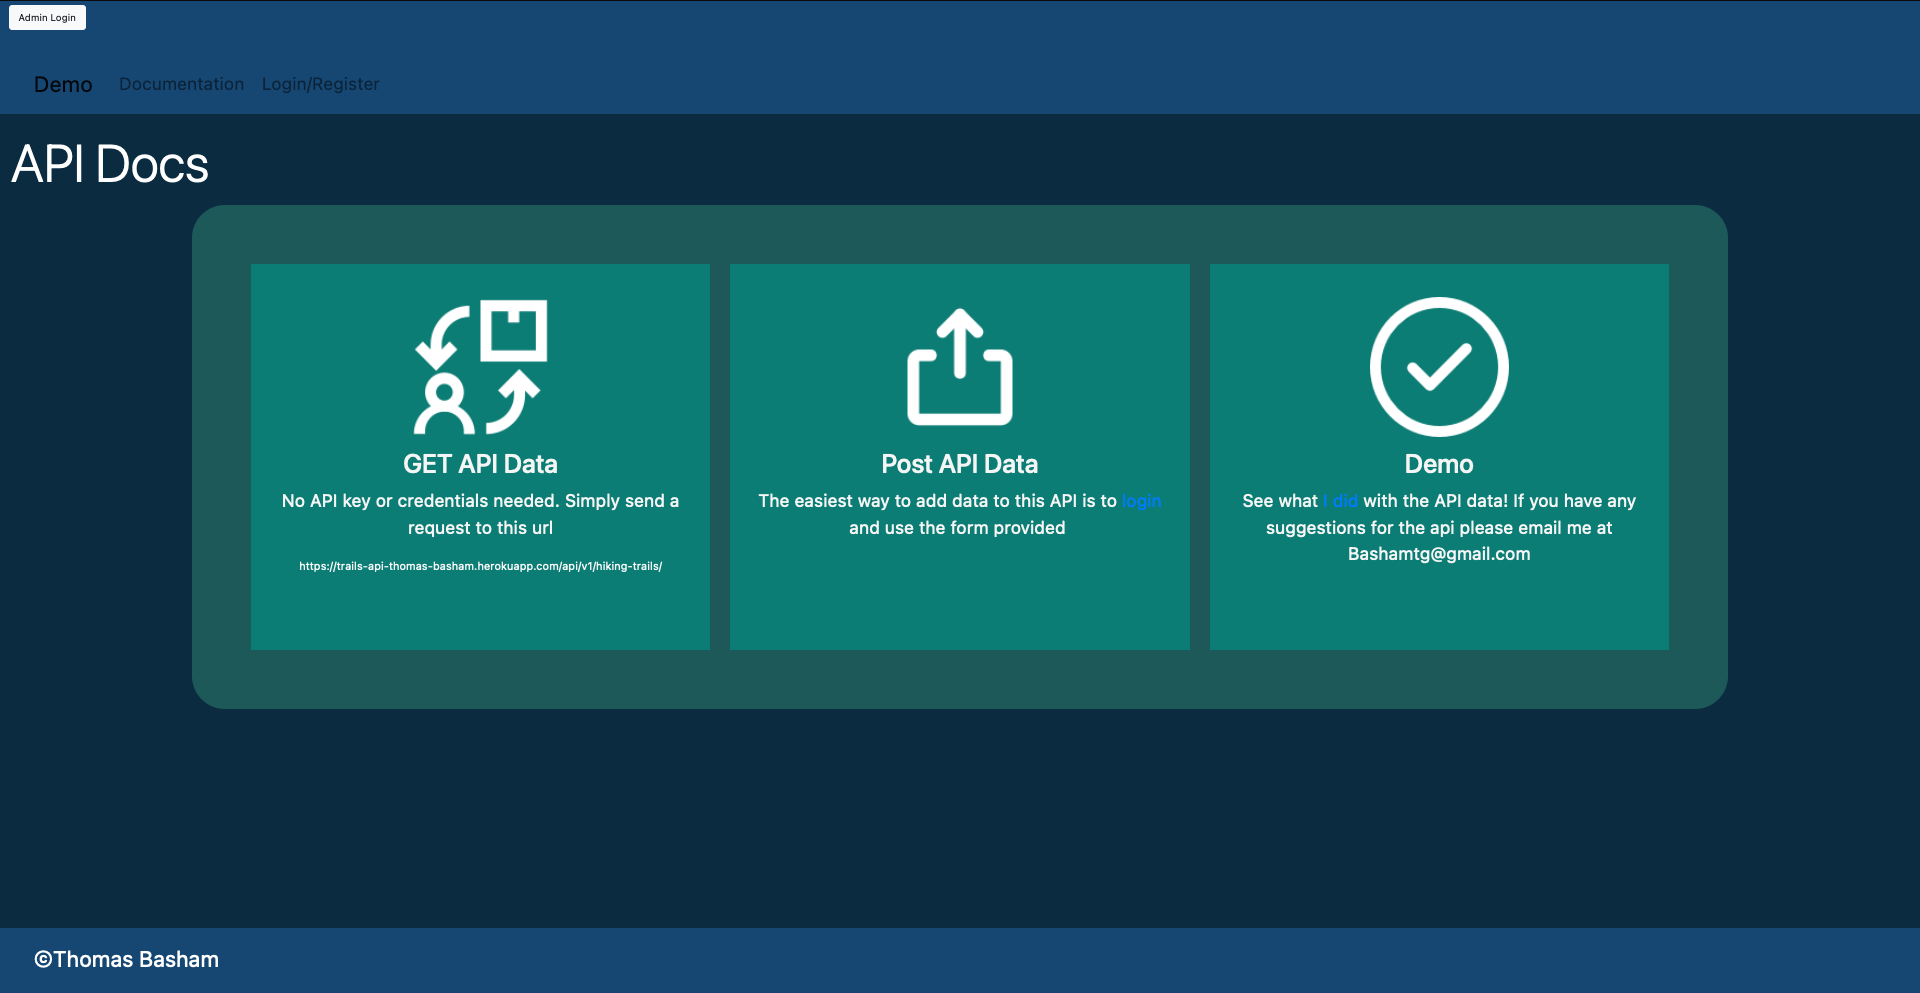 Admin Login
Demo Documentation Login/Register
API Docs
GET API Data
No API key or credentials needed. Simply send a
request to this url
https://trails-api-thomas-basham.herokuapp.com/api/v1/hiking-trails/
Post API Data
The easiest way to add data to this API is to login
and use the form provided
Demo
See what I did with the API data! If you have any
suggestions for the api please email me at
Bashamtg@gmail.com
©Thomas Basham